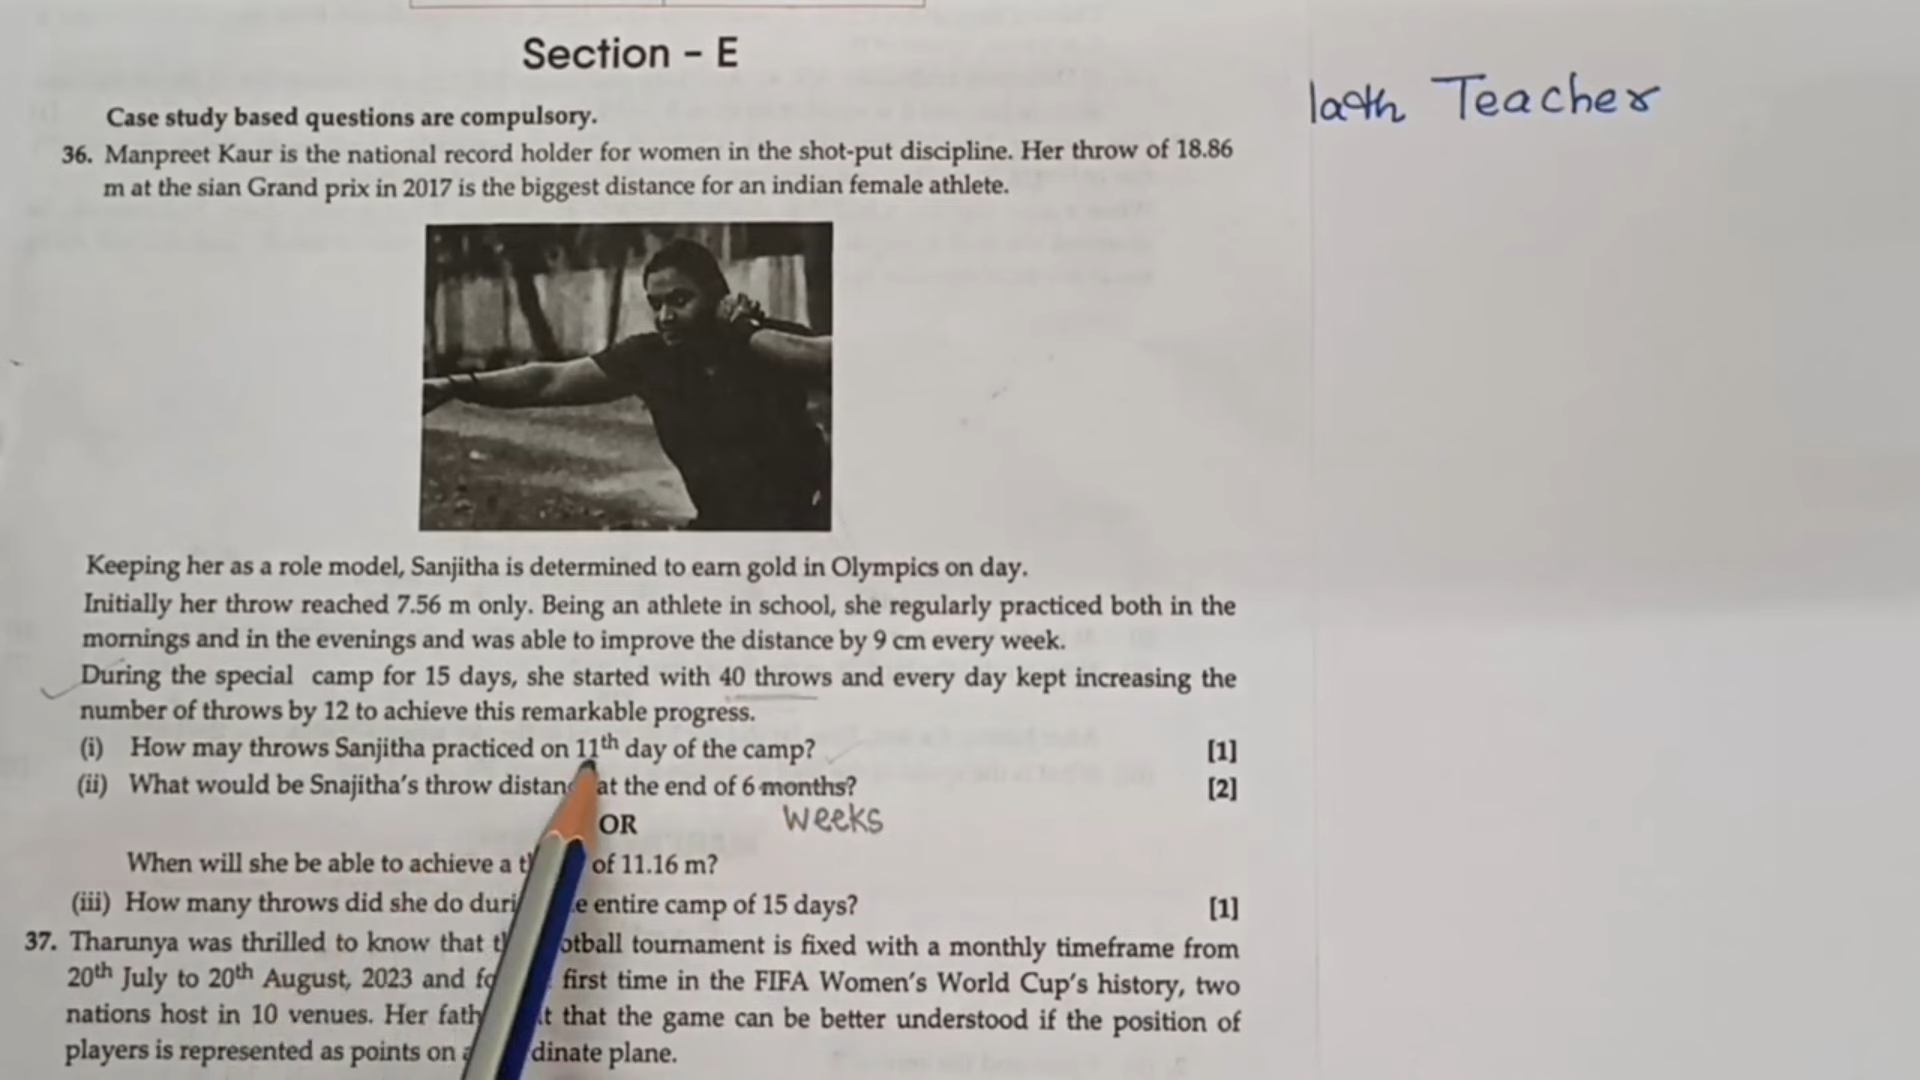 Section - E
lath Teacher
Case study based questions are compulsory.
36. Manpreet Kaur is the national record holder for women in the shot-put discipline. Her throw of 18.86
m at the sian Grand prix in 2017 is the biggest distance for an indian female athlete.
Keeping her as a role model, Sanjitha is determined to earn gold in Olympics on day.
Initially her throw reached 7.56 m only. Being an athlete in school, she regularly practiced both in the
mornings and in the evenings and was able to improve the distance by 9 cm every week.
During the special camp for 15 days, she started with 40 throws and every day kept increasing the
number of throws by 12 to achieve this remarkable progress.
(i) How may throws Sanjitha practiced on 11th day of the camp? [1]
(ii) What would be Snajitha's throw distan at the end of 6 months? [2]
weeks
OR
When will she be able to achieve a of 11.16 m?
(iii) How many throws did she do entire camp of 15 days? [1]
37. Tharunya was thrilled to know that tournament is fixed with a monthly timeframe from
20th July to 20th August, 2023 and first time in the FIFA Women's World Cup's history, two
nations host in 10 venues. Her that the game can be better understood if the position of
players is represented as points on plane.